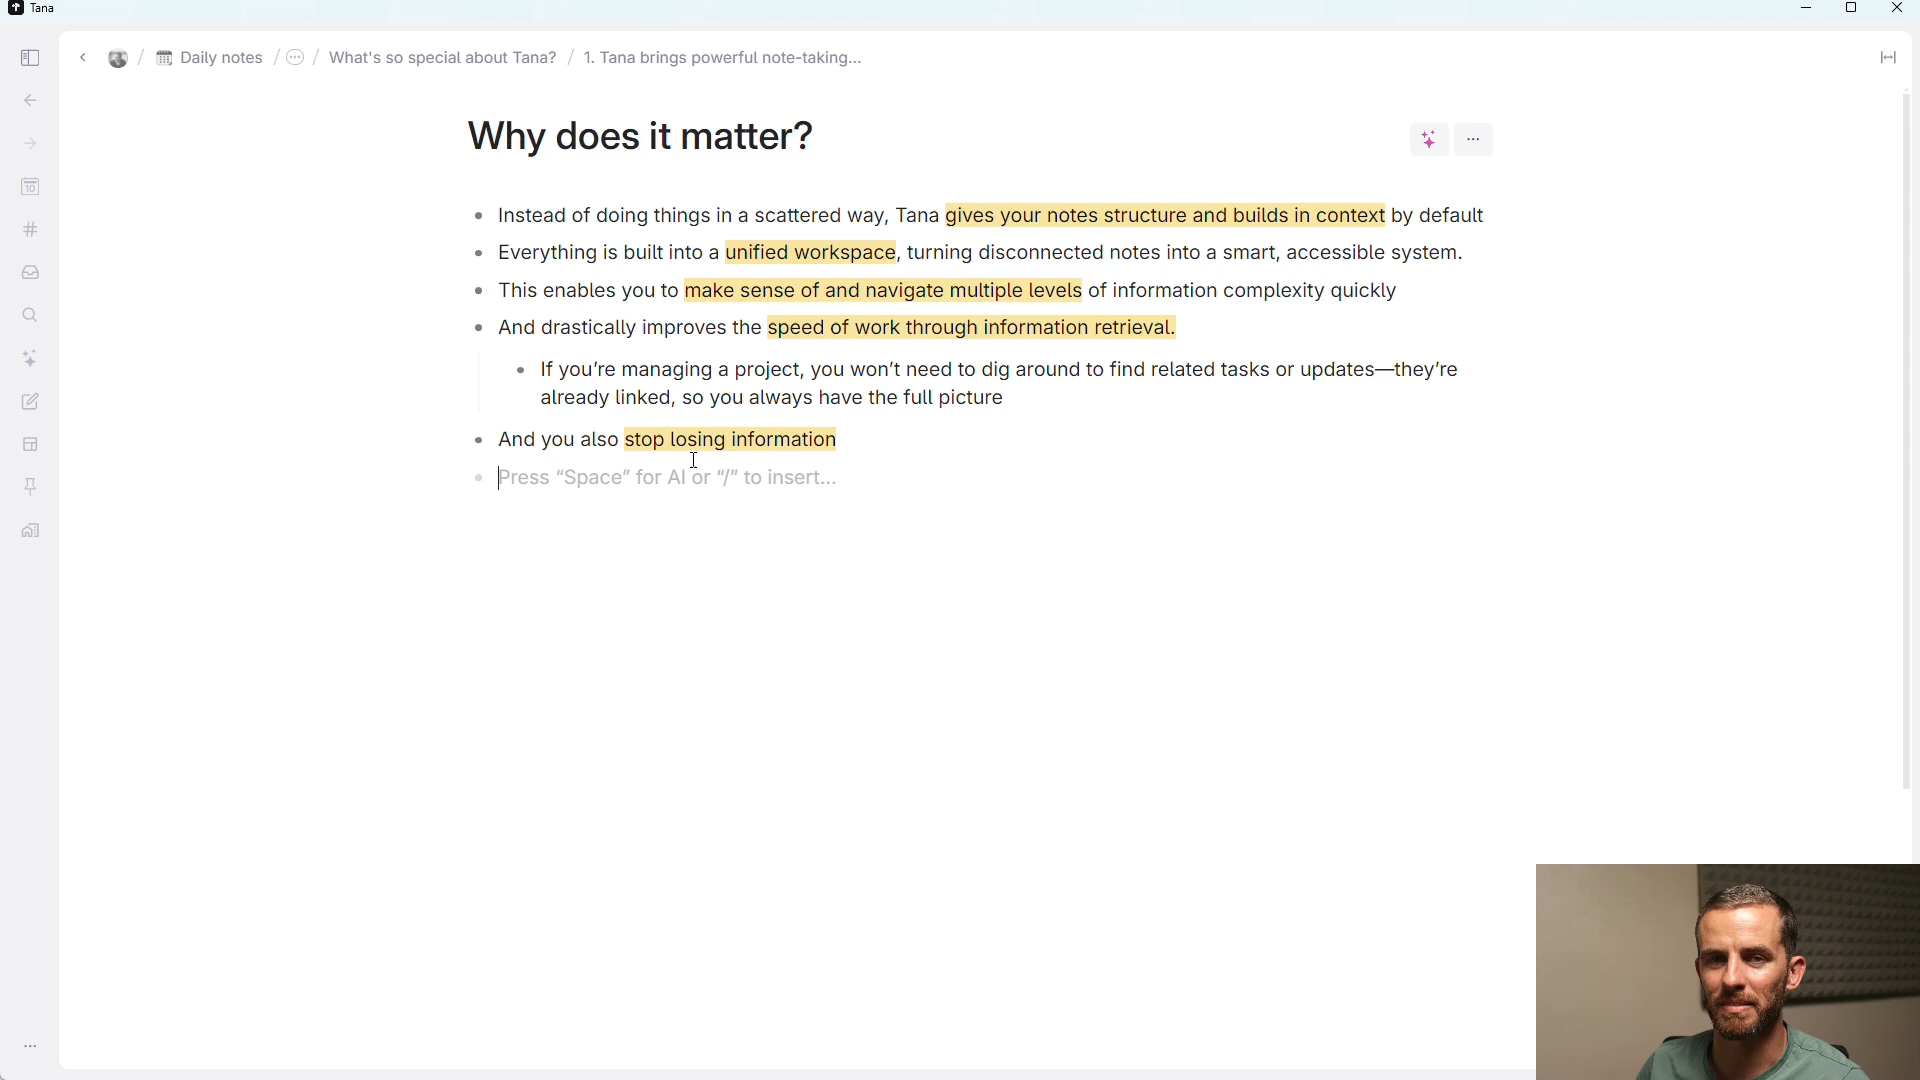 Tana
Daily notes / What's so special about Tana? / 1. Tana brings powerful note-taking...
Why does it matter?
10
Instead of doing things in a scattered way, Tana gives your notes structure and builds in context by default
Everything is built into a unified workspace, turning disconnected notes into a smart, accessible system.
This enables you to make sense of and navigate multiple levels of information complexity quickly
And drastically improves the speed of work through information retrieval.
If you’re managing a project, you won’t need to dig around to find related tasks or updates—they’re
already linked, so you always have the full picture
And you also stop losing information
Press “Space” for AI or “/” to insert...